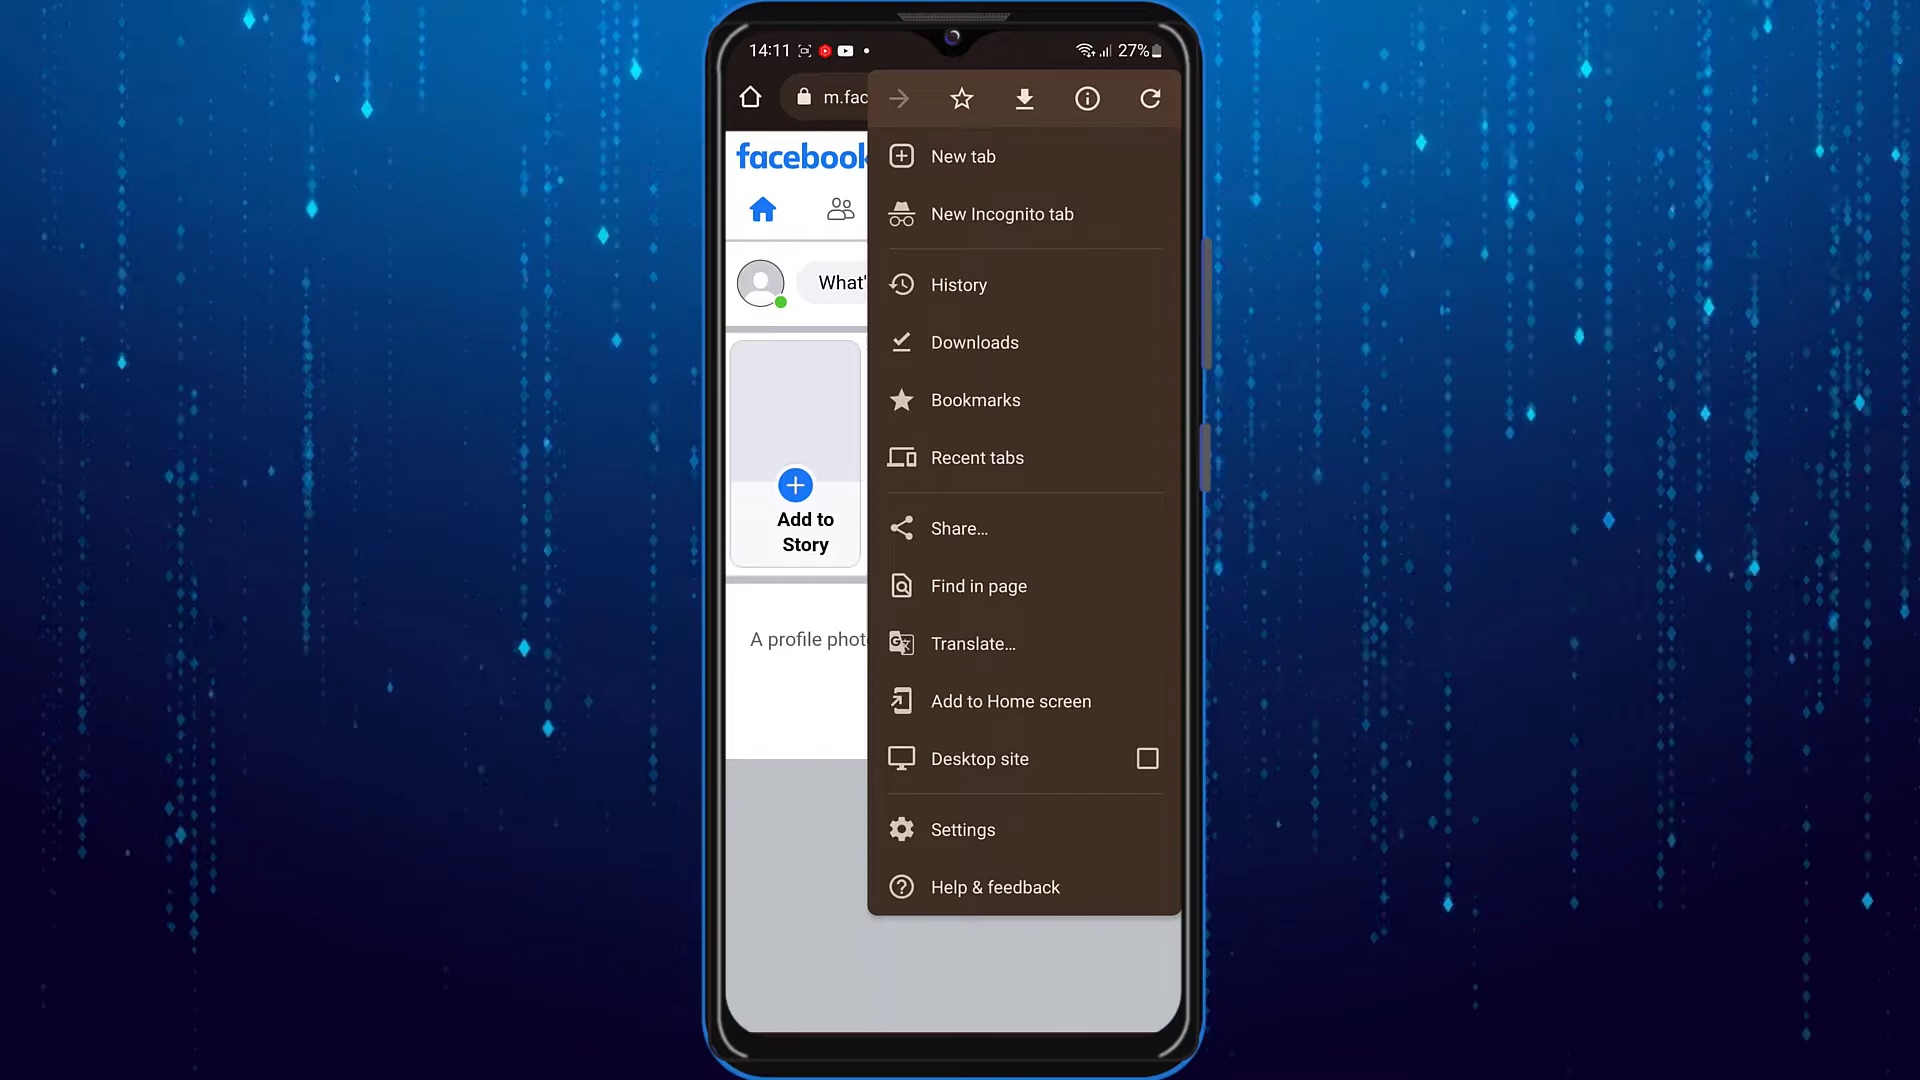 14:11
27%
m.fac
facebook
New tab
New Incognito tab
What'
History
Downloads
Bookmarks
Recent tabs
Add to
Story
Share...
Find in page
A profile phot
Translate...
Add to Home screen
Desktop site
Settings
Help & feedback